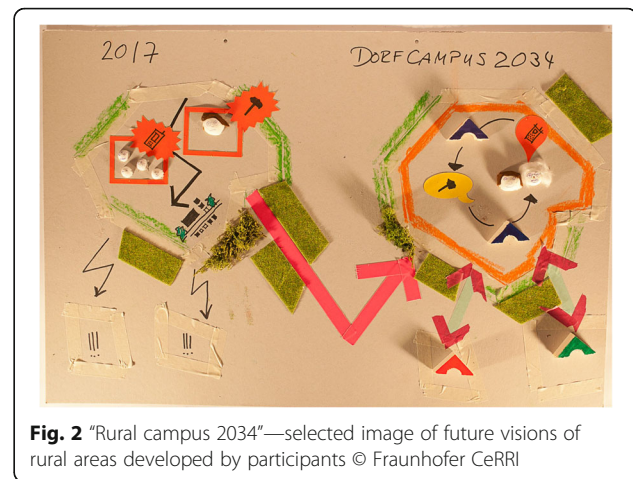 2017
DORFCAMPUS 2034
!!!
!!!
Fig. 2 “Rural campus 2034”—selected image of future visions of
rural areas developed by participants © Fraunhofer CeRRI